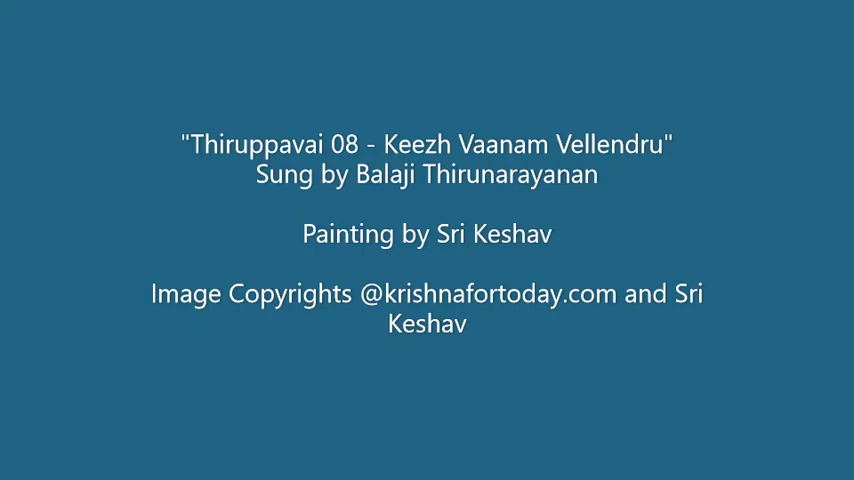 "Thiruppavai 08 - Keezh Vaanam Vellendru"
Sung by Balaji Thirunarayanan
Painting by Sri Keshav
Image Copyrights @krishnafortoday.com and Sri
Keshav